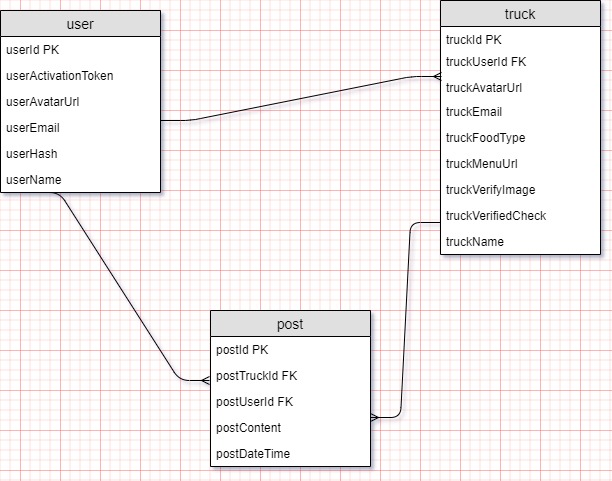 user
userId PK
userActivationToken
userAvatarUrl
userEmail
userHash
userName
truck
truckId PK
truckUserId FK
truckAvatarUrl
truckEmail
truckFoodType
truckMenuUrl
truckVerifyImage
truckVerifiedCheck
truckName
post
postId PK
postTruckId FK
postUserId FK
postContent
postDateTime